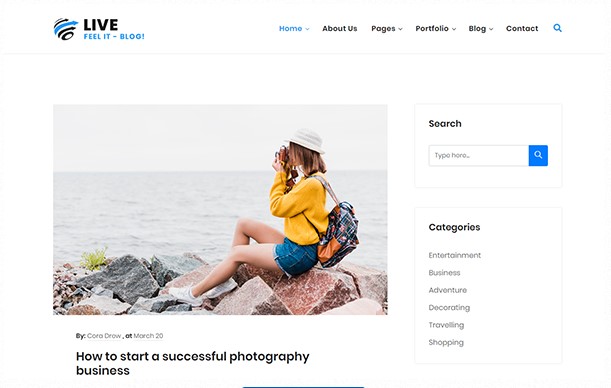 LIVE
FEEL IT - BLOG!
Home About Us Pages Portfolio Blog Contact
Search
Type here..
Categories
Entertainment
Business
Adventure
Decorating
Travelling
Shopping
By: Cora Drew , at March 20
How to start a successful photography
business